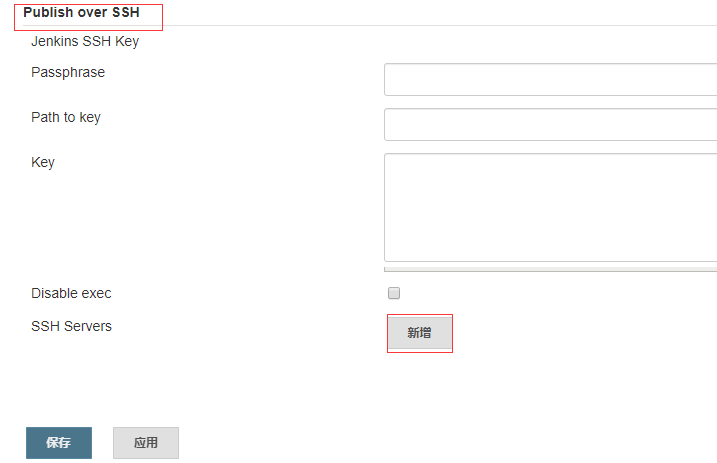 Publish over SSH
Jenkins SSH Key
Passphrase
Path to key
Key
Disable exec
SSH Servers
新增
保存
应用